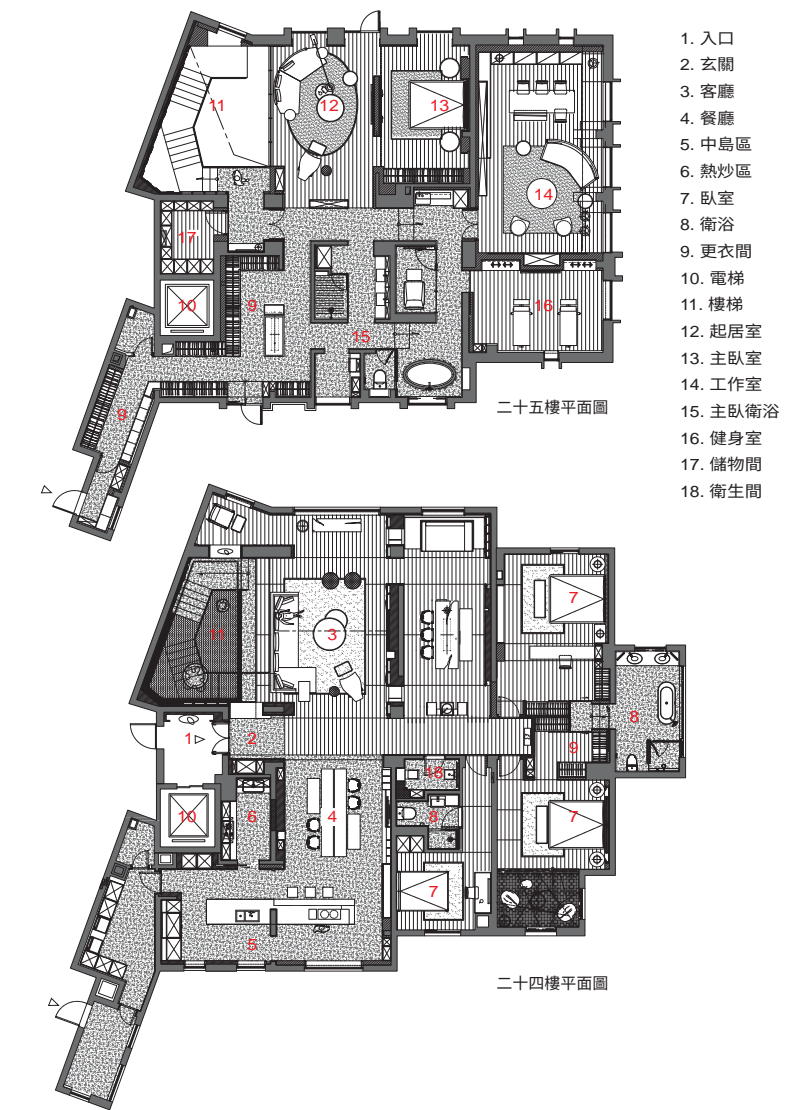 1. 入口
2. 玄關
3. 客廳
4. 餐廳
5. 中島區
6. 熱炒區
7. 臥室
8. 衛浴
9. 更衣間
10. 電梯
11. 樓梯
12. 起居室
13. 主臥室
14. 工作室
15. 主臥衛浴
16. 健身室
17. 儲物間
18. 衛生間
11
12
13
14
17
10
9
16
15
9
二十五樓平面圖
7
3
11
8
1
2
9
18
10
6
4
8
7
7
5
二十四樓平面圖